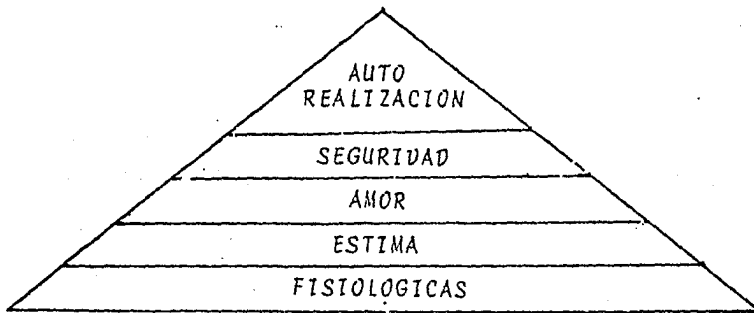 AUTO
REALIZACION
SEGURIDAD
AMOR
ESTIMA
FISIOLOGICAS